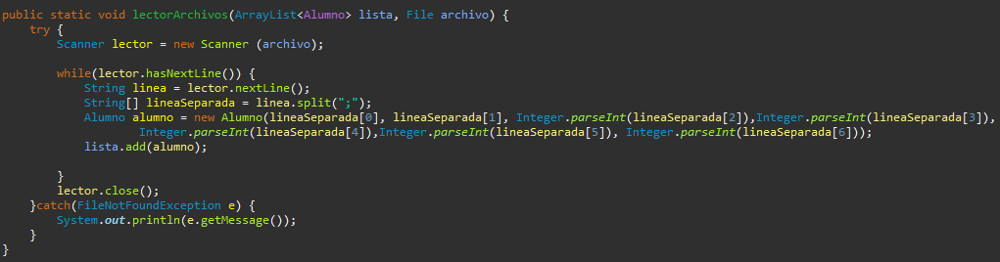 public static void lectorArchivos(ArrayList<Alumno> lista, File archivo) {
try {
Scanner lector = new Scanner (archivo);
while(lector.hasNextLine()) {
String linea = lector.nextLine();
String[] lineaSeparada = linea.split(";");
Alumno alumno = new Alumno(lineaSeparada[0], lineaSeparada[1], Integer.parseInt(lineaSeparada[2]),Integer.parseInt(lineaSeparada[3]),
Integer.parseInt(lineaSeparada[4]),Integer.parseInt(lineaSeparada[5]), Integer.parseInt(lineaSeparada[6]));
lista.add(alumno);
}
lector.close();
}catch(FileNotFoundException e) {
System.out.println(e.getMessage());
}
}